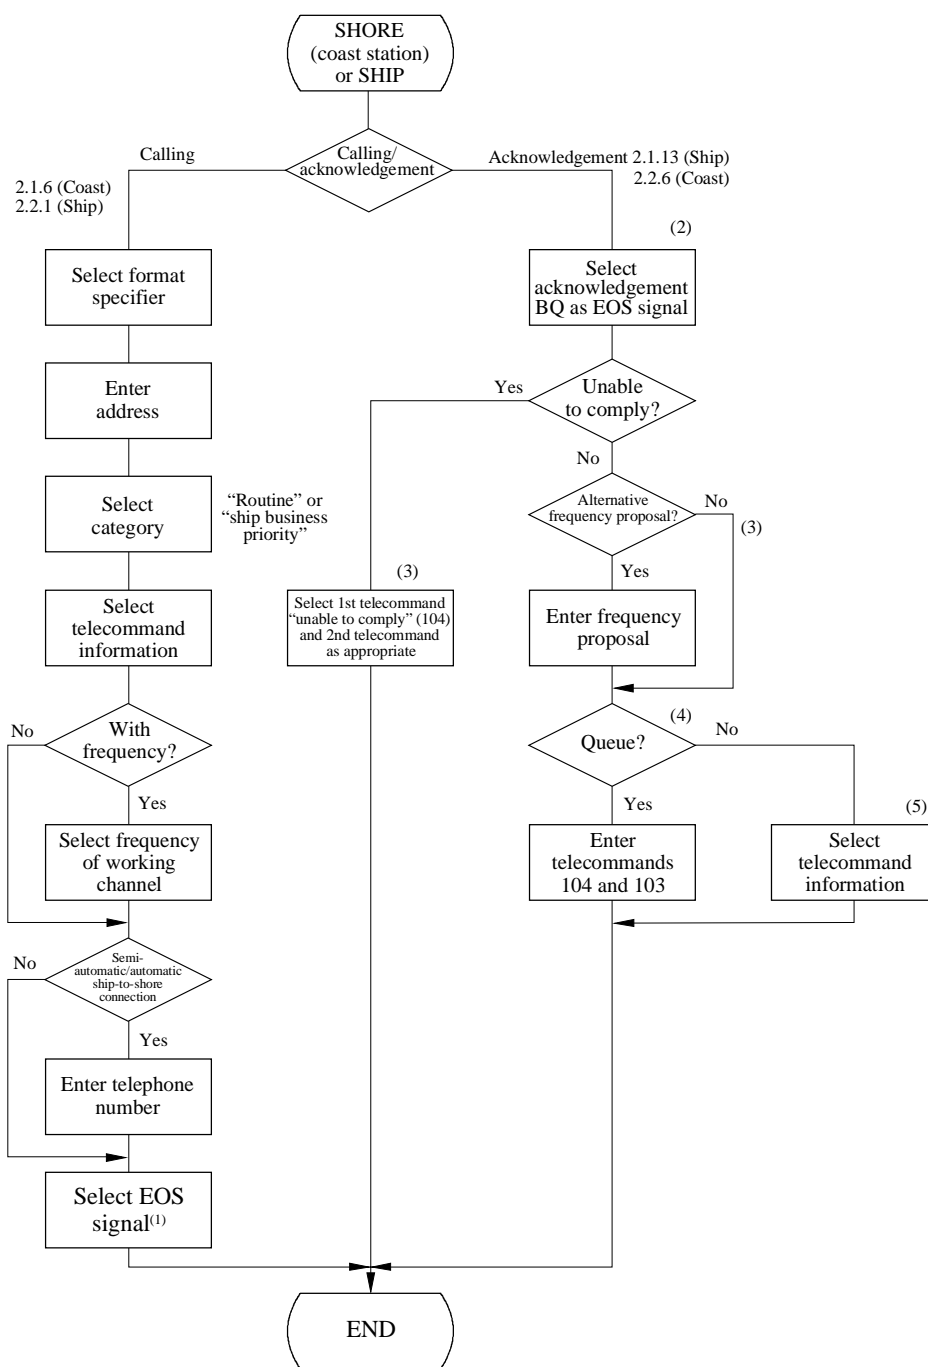 SHORE
(coast station)
or SHIP
Calling
Calling/
acknowledgement
Acknowledgement 2.1.13 (Ship)
2.2.6 (Coast)
2.1.6 (Coast)
2.2.1 (Ship)
(2)
Select format
specifier
Select
acknowledgement
BQ as EOS signal
Enter
address
Yes
Unable
to comply?
No
Select
category
“Routine” or
“ship business
priority”
Alternative
frequency proposal?
No
(3)
Yes
(3)
Select
telecommand
information
Select 1st telecommand
“unable to comply” (104)
and 2nd telecommand
as appropriate
Enter frequency
proposal
No
With
frequency?
(4)
Queue?
No
Yes
Yes
(5)
Select frequency
of working
channel
Enter
telecommands
104 and 103
Select
telecommand
information
No
Semi-
automatic/automatic
ship-to-shore
connection
Yes
Enter telephone
number
Select EOS
signal(1)
END